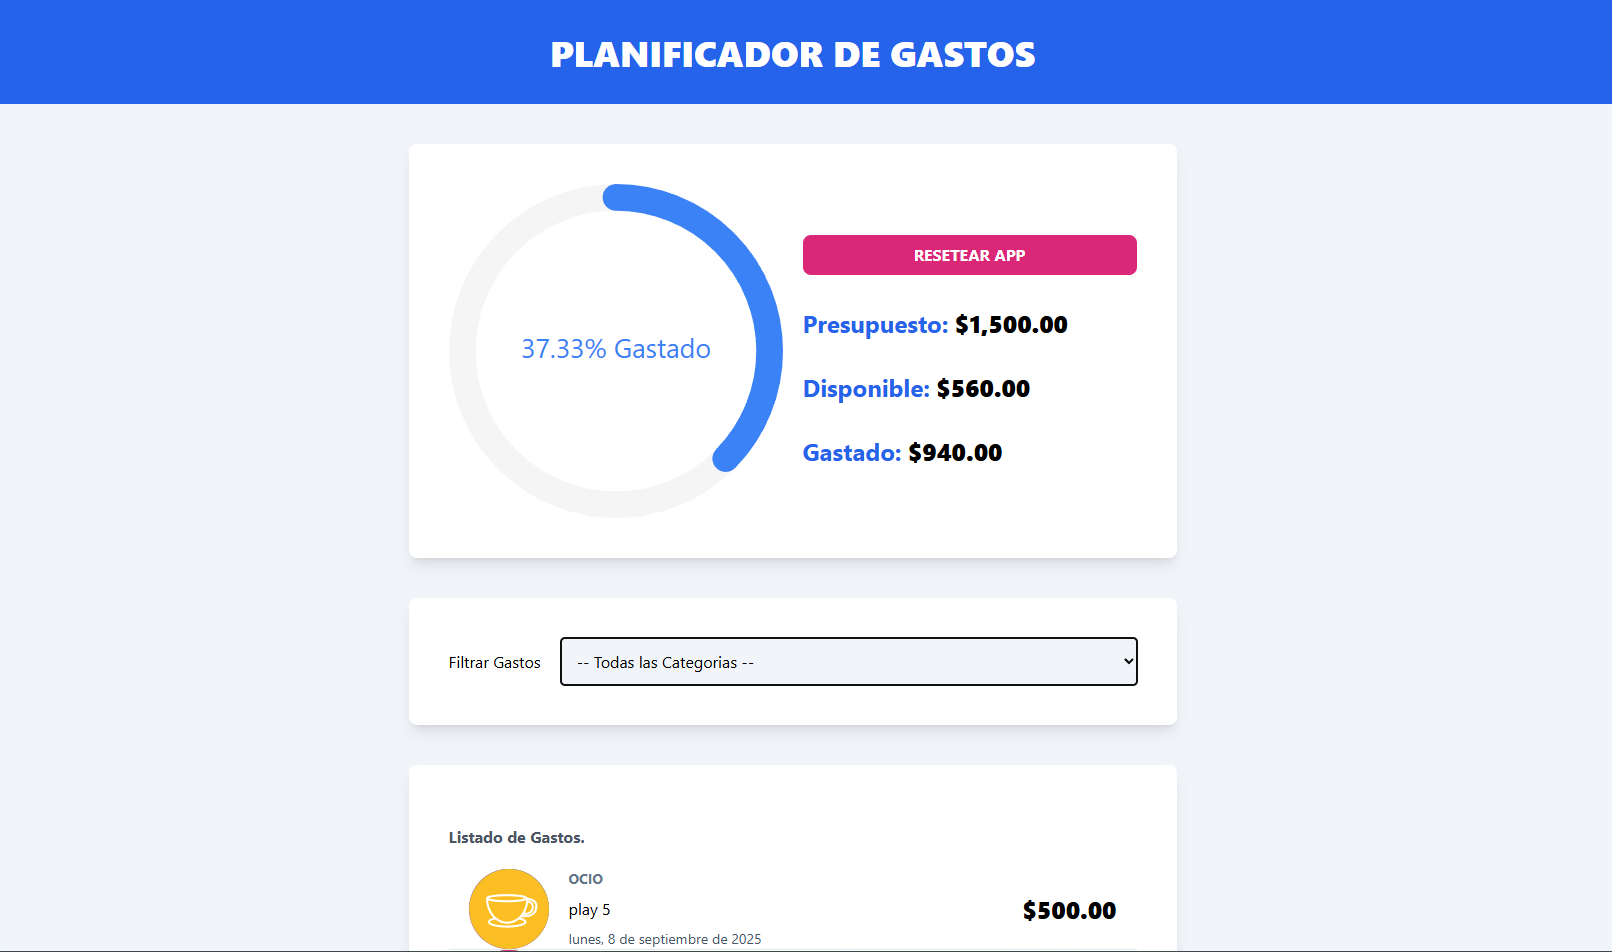 PLANIFICADOR DE GASTOS
37.33% Gastado
RESETEAR APP
Presupuesto: $1,500.00
Disponible: $560.00
Gastado: $940.00
Filtrar Gastos
-- Todas las Categorias --
Listado de Gastos.
OCIO
play 5
$500.00
lunes, 8 de septiembre de 2025